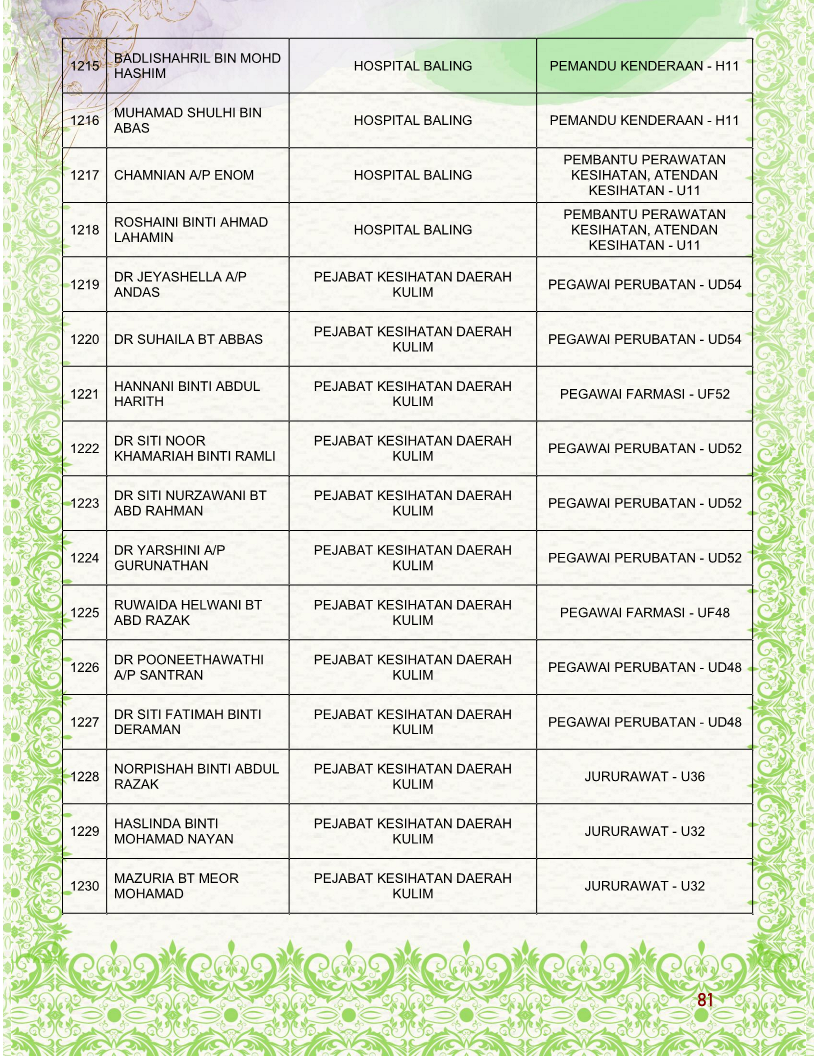 1215 BADLISHAHRIL BIN MOHD HASHIM HOSPITAL BALING PEMANDU KENDERAAN - H11
1216 MUHAMAD SHULHI BIN ABAS HOSPITAL BALING PEMANDU KENDERAAN - H11
1217 CHAMNIAN A/P ENOM HOSPITAL BALING PEMBANTU PERAWATAN KESIHATAN, ATENDAN KESIHATAN - U11
1218 ROSHAINI BINTI AHMAD LAHAMIN HOSPITAL BALING PEMBANTU PERAWATAN KESIHATAN, ATENDAN KESIHATAN - U11
1219 DR JEYASHELLA A/P ANDAS PEJABAT KESIHATAN DAERAH KULIM PEGAWAI PERUBATAN - UD54
1220 DR SUHAILA BT ABBAS PEJABAT KESIHATAN DAERAH KULIM PEGAWAI PERUBATAN - UD54
1221 HANNANI BINTI ABDUL HARITH PEJABAT KESIHATAN DAERAH KULIM PEGAWAI FARMASI - UF52
1222 DR SITI NOOR KHAMARIAH BINTI RAMLI PEJABAT KESIHATAN DAERAH KULIM PEGAWAI PERUBATAN - UD52
1223 DR SITI NURZAWANI BT ABD RAHMAN PEJABAT KESIHATAN DAERAH KULIM PEGAWAI PERUBATAN - UD52
1224 DR YARSHINI A/P GURUNATHAN PEJABAT KESIHATAN DAERAH KULIM PEGAWAI PERUBATAN - UD52
1225 RUWAIDA HELWANI BT ABD RAZAK PEJABAT KESIHATAN DAERAH KULIM PEGAWAI FARMASI - UF48
1226 DR POONEETHAWATHI A/P SANTRAN PEJABAT KESIHATAN DAERAH KULIM PEGAWAI PERUBATAN - UD48
1227 DR SITI FATIMAH BINTI DERAMAN PEJABAT KESIHATAN DAERAH KULIM PEGAWAI PERUBATAN - UD48
1228 NORPISHAH BINTI ABDUL RAZAK PEJABAT KESIHATAN DAERAH KULIM JURURAWAT - U36
1229 HASLINDA BINTI MOHAMAD NAYAN PEJABAT KESIHATAN DAERAH KULIM JURURAWAT - U32
1230 MAZURIA BT MEOR MOHAMAD PEJABAT KESIHATAN DAERAH KULIM JURURAWAT - U32
81